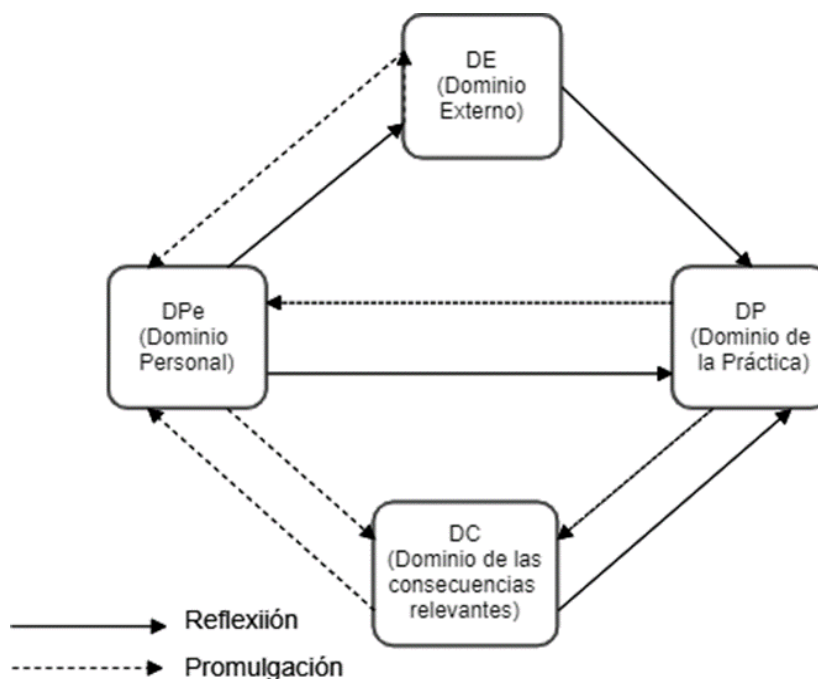 DE
(Dominio
Externo)
DPe
(Dominio
Personal)
DP
(Dominio de
la Práctica)
DC
(Dominio de las
consecuencias
relevantes)
Reflexiión
Promulgación